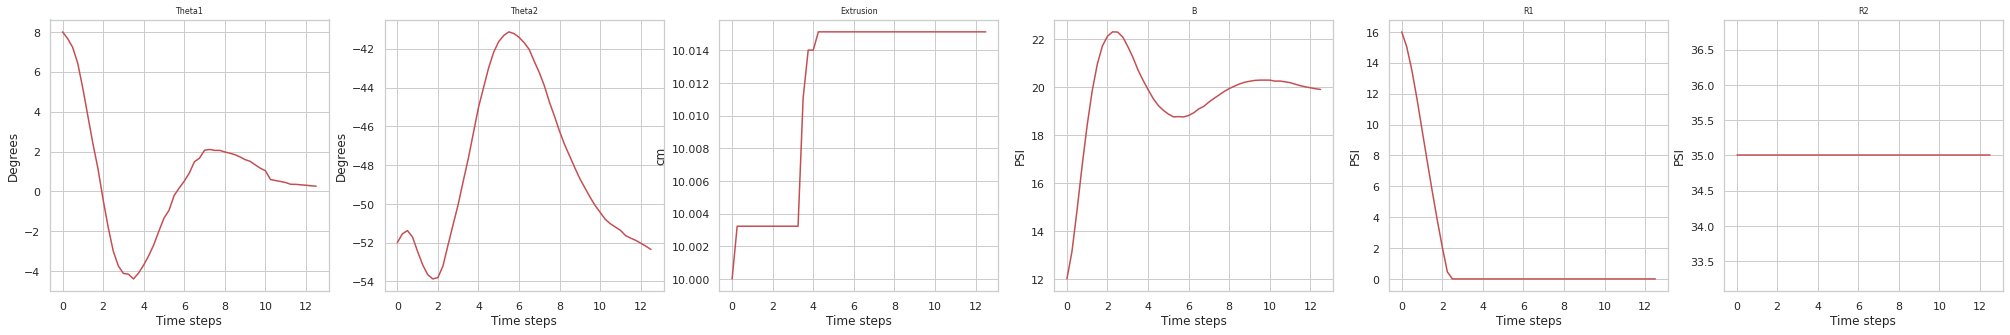 Theta1
Degrees
8
6
4
2
0
−2
−4
0 2 4 6 8 10 12
Time steps
Theta2
Degrees
−42
−44
−46
−48
−50
−52
−54
0 2 4 6 8 10 12
Time steps
Extrusion
cm
10.014
10.012
10.010
10.008
10.006
10.004
10.002
10.000
0 2 4 6 8 10 12
Time steps
B
PSI
22
20
18
16
14
12
0 2 4 6 8 10 12
Time steps
R1
PSI
16
14
12
10
8
6
4
2
0
0 2 4 6 8 10 12
Time steps
R2
PSI
36.5
36.0
35.5
35.0
34.5
34.0
33.5
0 2 4 6 8 10 12
Time steps